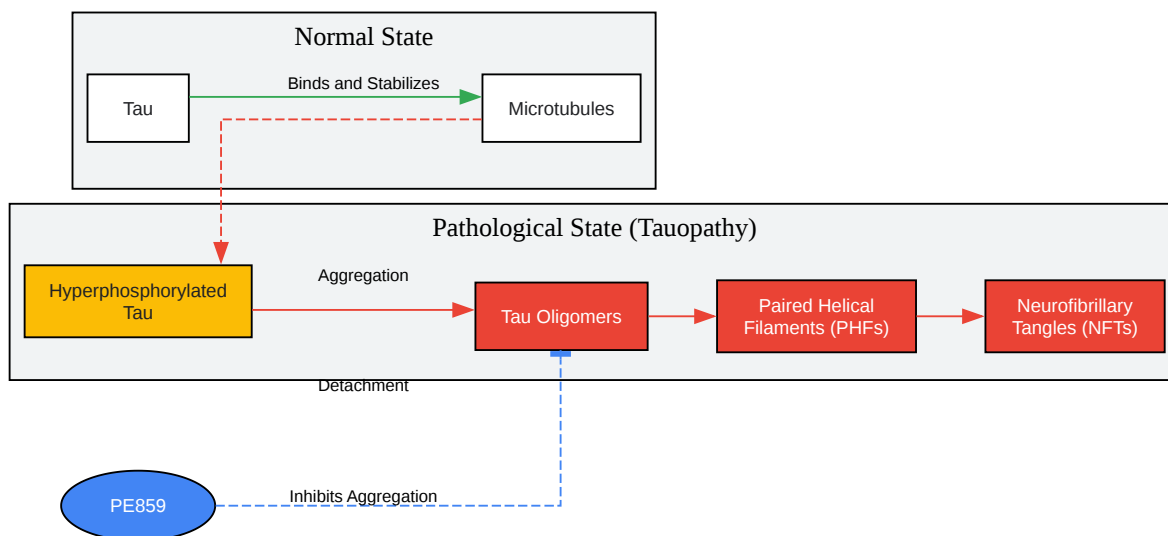 Normal State
Binds and Stabilizes
Tau
Microtubules
Pathological State (Tauopathy)
Hyperphosphorylated
Tau
Aggregation
Tau Oligomers
Paired Helical
Filaments (PHFs)
Neurofibrillary
Tangles (NFTs)
Detachment
PE859
Inhibits Aggregation